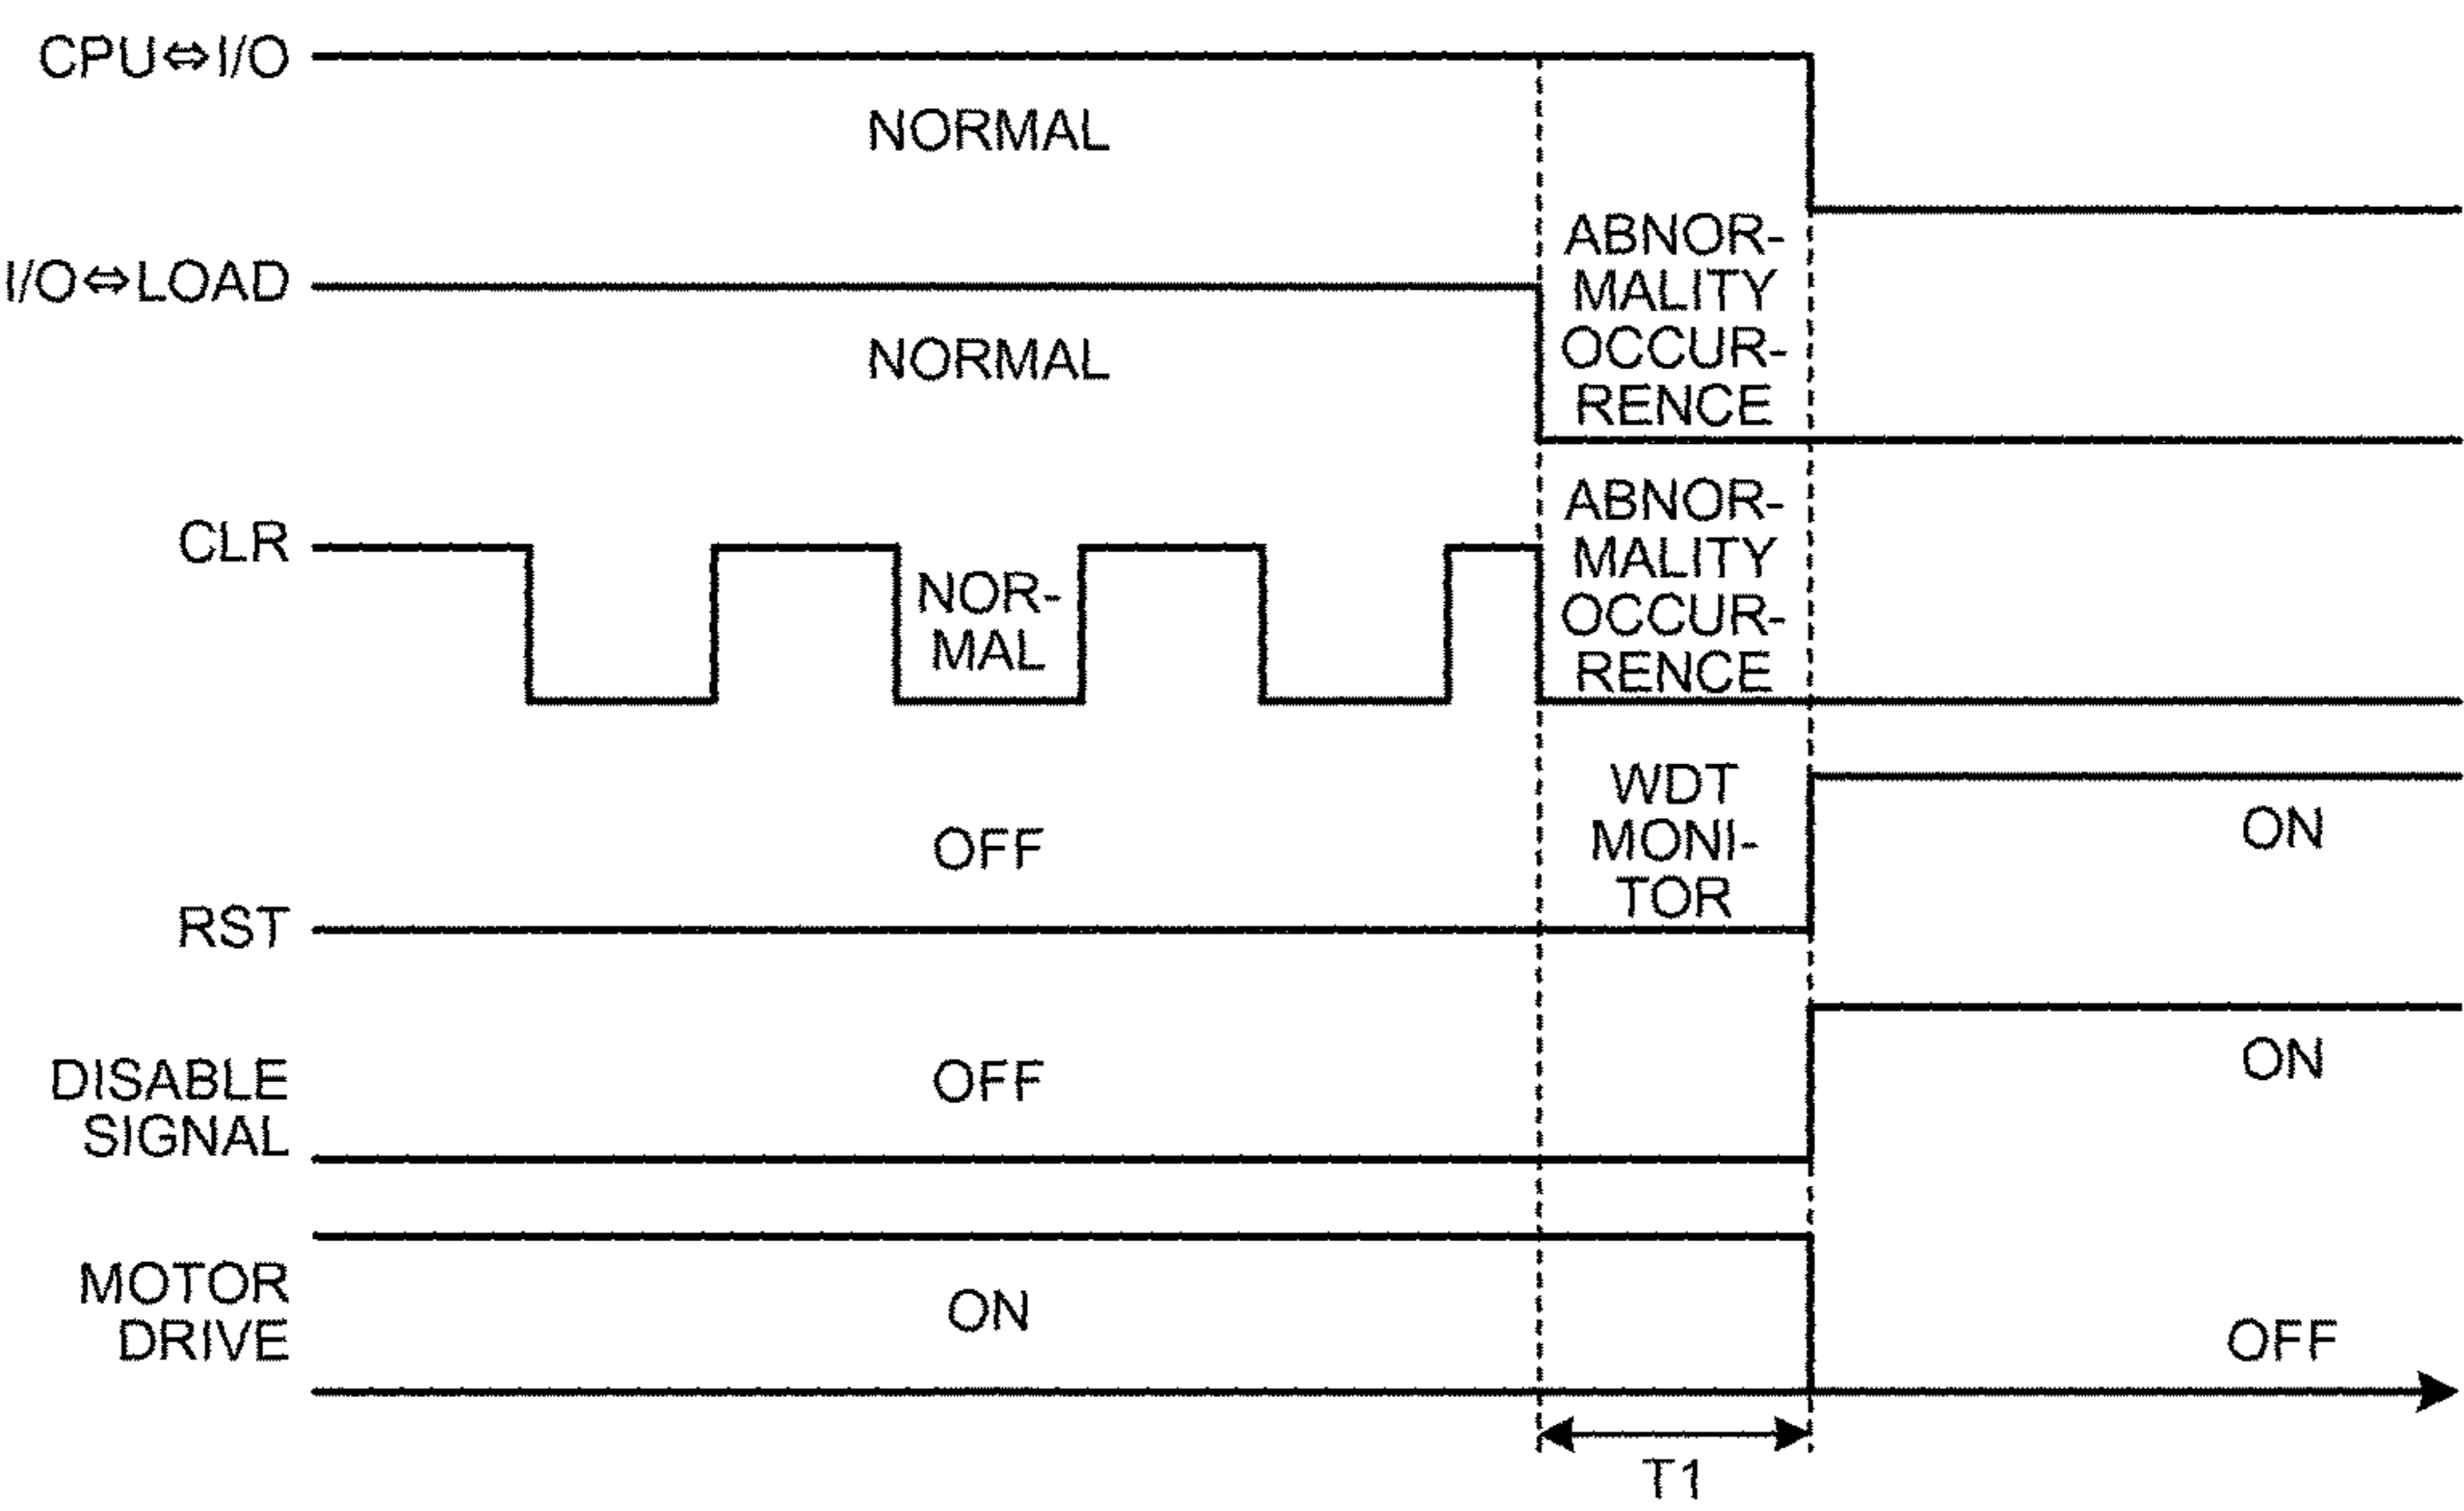 CPU⇔I/O
NORMAL
I/O⇔LOAD
NORMAL
ABNOR-
MALITY
OCCUR-
RENCE
CLR
NOR-
MAL
ABNOR-
MALITY
OCCUR-
RENCE
RST
OFF
WDT
MONI-
TOR
ON
DISABLE
SIGNAL
OFF
ON
MOTOR
DRIVE
ON
OFF
T1